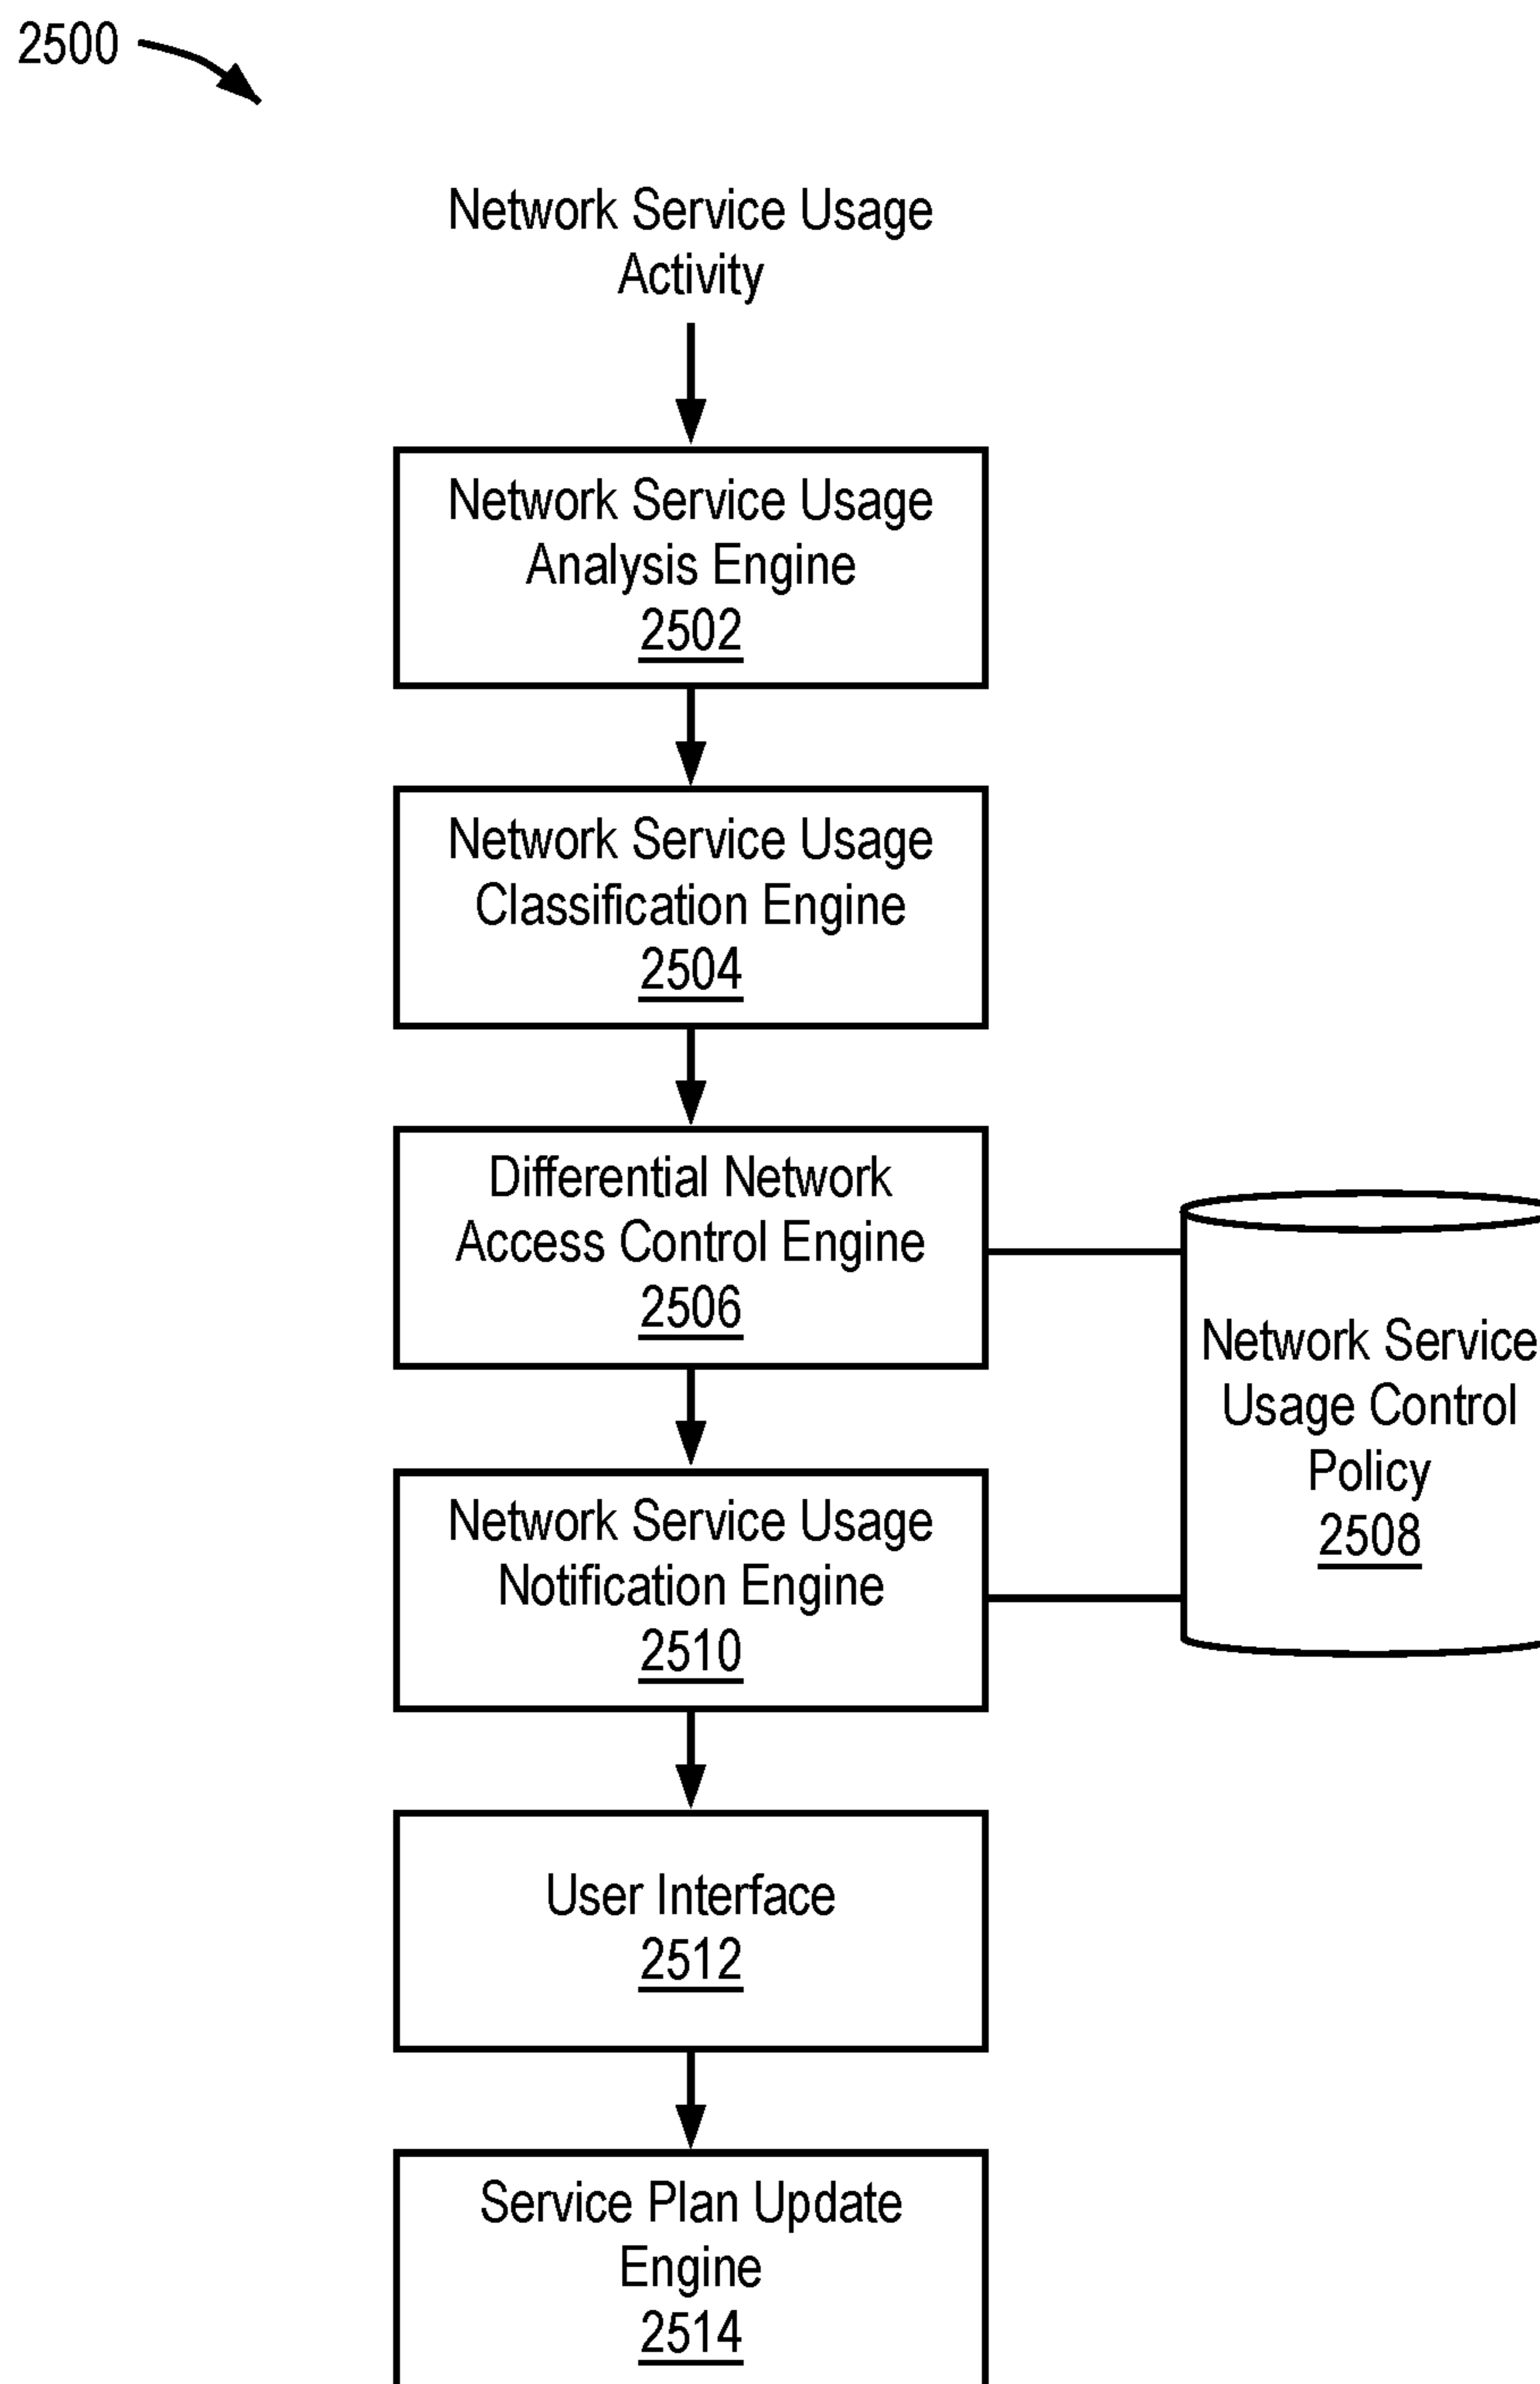 2500
Network Service Usage
Activity
Network Service Usage
Analysis Engine
2502
Network Service Usage
Classification Engine
2504
Differential Network
Access Control Engine
2506
Network Service
Usage Control
Policy
2508
Network Service Usage
Notification Engine
2510
User Interface
2512
Service Plan Update
Engine
2514